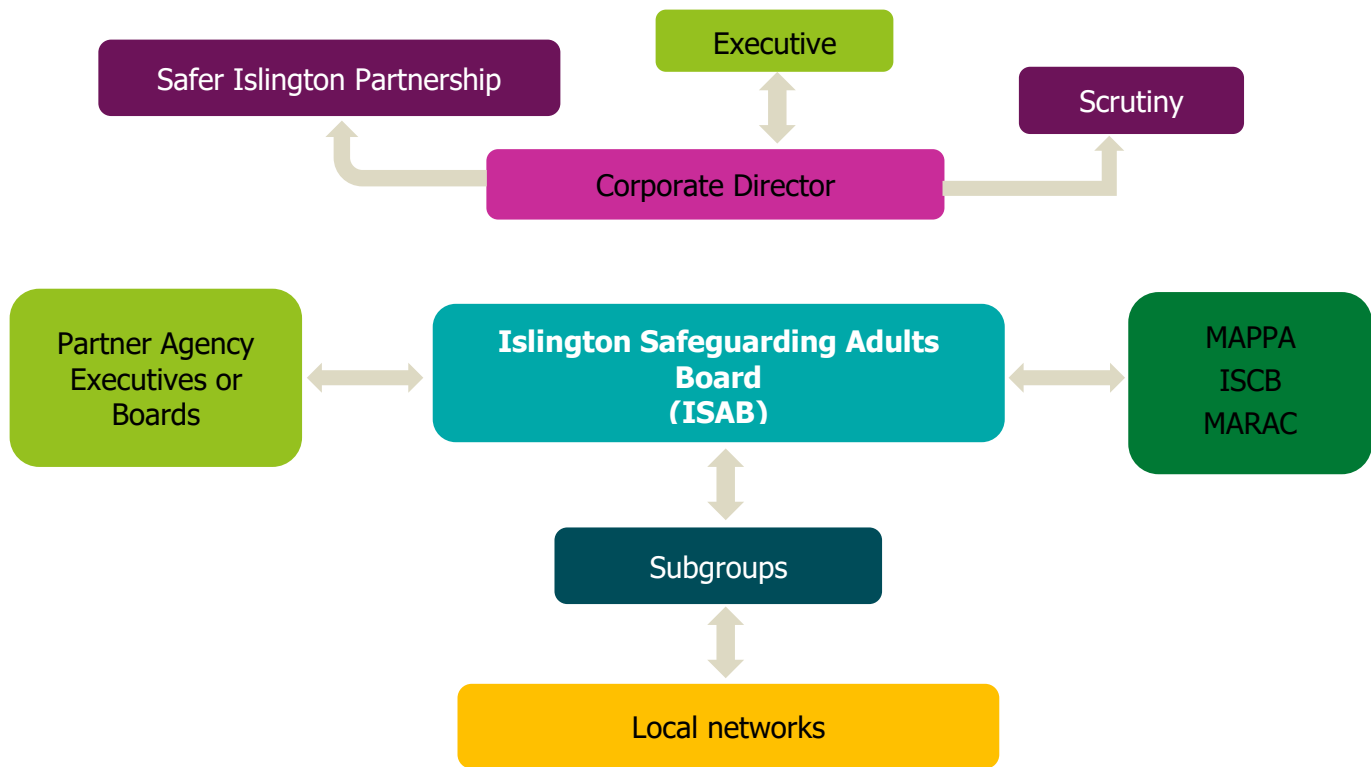 Executive
Safer Islington Partnership
Scrutiny
Corporate Director
Partner Agency
Executives or
Boards
Islington Safeguarding Adults
Board
(ISAB)
MAPPA
ISCB
MARAC
Subgroups
Local networks